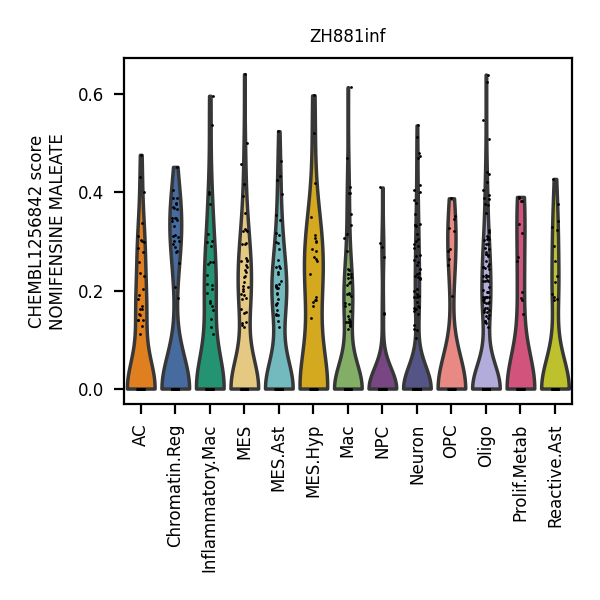 ZH881inf
CHEMBL1256842 score
NOMIFENSINE MALEATE
0.6
0.4
0.2
0.0
AC
Chromatin.Reg
Inflammatory.Mac
MES
MES.Ast
MES.Hyp
Mac
NPC
Neuron
OPC
Oligo
Prolif.Metab
Reactive.Ast